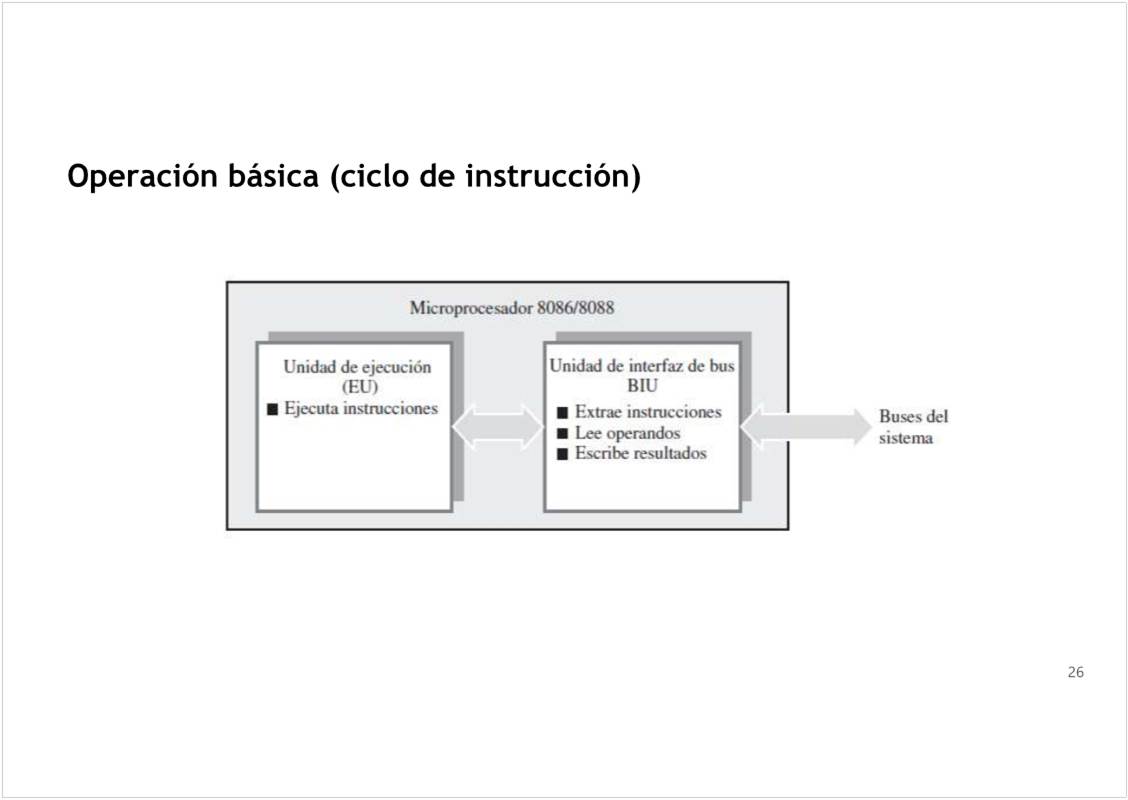 Operación básica (ciclo de instrucción)
Microprocesador 8086/8088
Unidad de ejecución
(EU)
■ Ejecuta instrucciones
Unidad de interfaz de bus
BIU
■ Extrae instrucciones
■ Lee operandos
■ Escribe resultados
Buses del
sistema
26